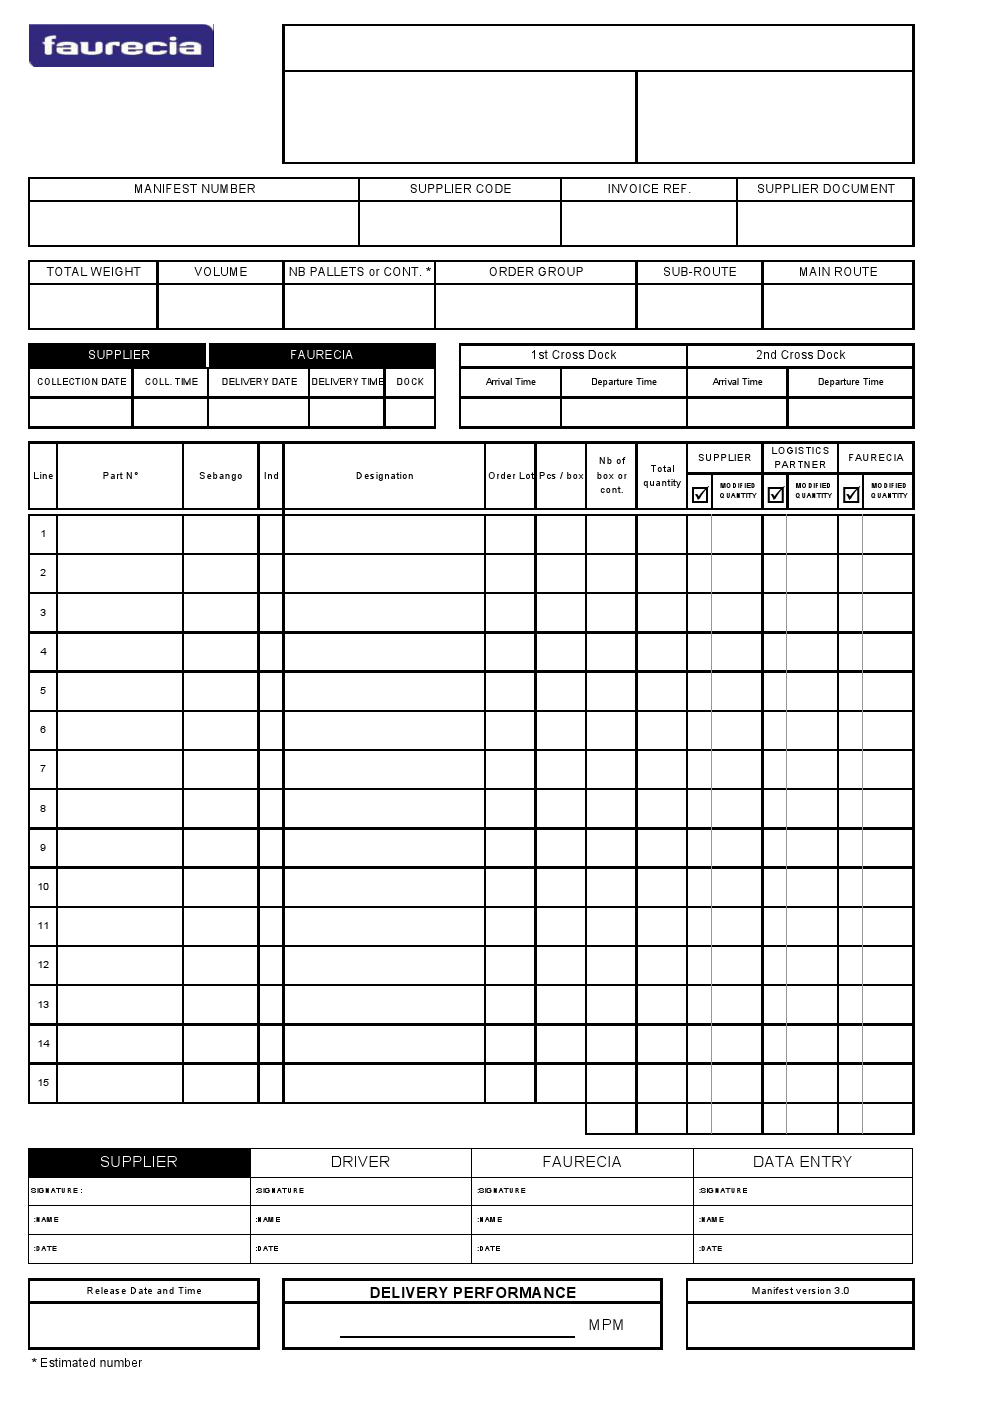 faurecia
MANIFEST NUMBER SUPPLIER CODE INVOICE REF. SUPPLIER DOCUMENT
TOTAL WEIGHT VOLUME NB PALLETS or CONT. * ORDER GROUP SUB-ROUTE MAIN ROUTE
SUPPLIER FAURECIA 1st Cross Dock 2nd Cross Dock
COLLECTION DATE COLL. TIME DELIVERY DATE DELIVERY TIME DOCK Arrival Time Departure Time Arrival Time Departure Time
Line Part N° Sebango Ind Designation Order Lot Pcs / box Nb of box or cont. Total quantity SUPPLIER LOGISTICS PARTNER FAURECIA
MODIFIED QUANTITY MODIFIED QUANTITY MODIFIED QUANTITY
1
2
3
4
5
6
7
8
9
10
11
12
13
14
15
SUPPLIER DRIVER FAURECIA DATA ENTRY
SIGNATURE : :SIGNATURE :SIGNATURE :SIGNATURE
:NAME :NAME :NAME :NAME
:DATE :DATE :DATE :DATE
Release Date and Time DELIVERY PERFORMANCE Manifest version 3.0
MPM
* Estimated number